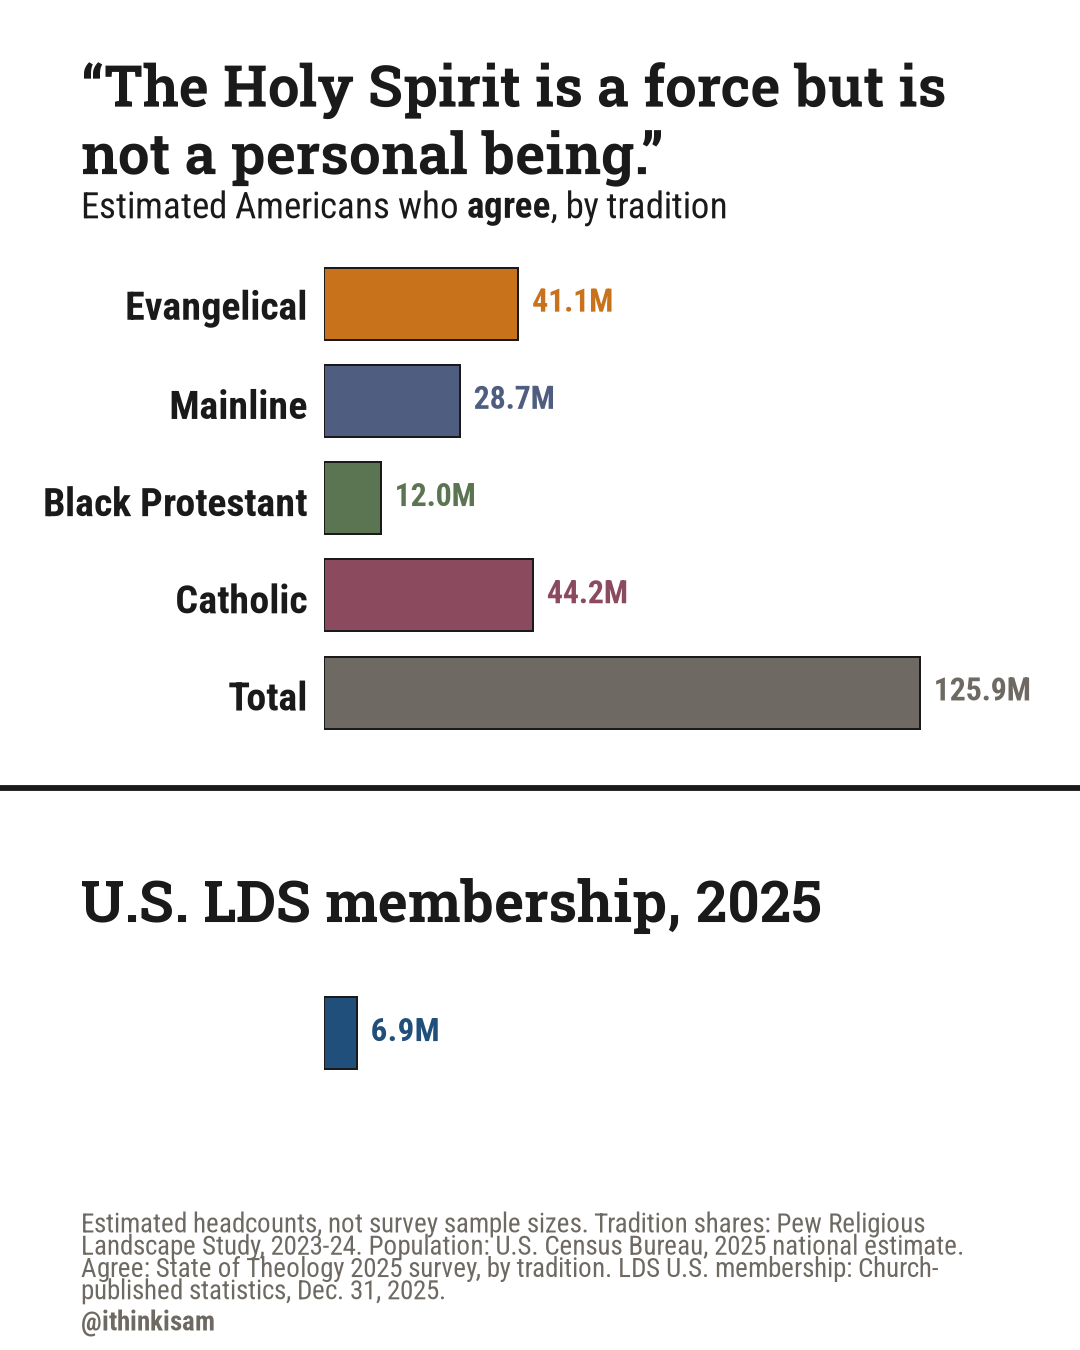 “The Holy Spirit is a force but is
not a personal being.”
Estimated Americans who agree, by tradition
Evangelical 41.1M
Mainline 28.7M
Black Protestant 12.0M
Catholic 44.2M
Total 125.9M
U.S. LDS membership, 2025
6.9M
Estimated headcounts, not survey sample sizes. Tradition shares: Pew Religious
Landscape Study, 2023-24. Population: U.S. Census Bureau, 2025 national estimate.
Agree: State of Theology 2025 survey, by tradition. LDS U.S. membership: Church-
published statistics, Dec. 31, 2025.
@ithinkisam